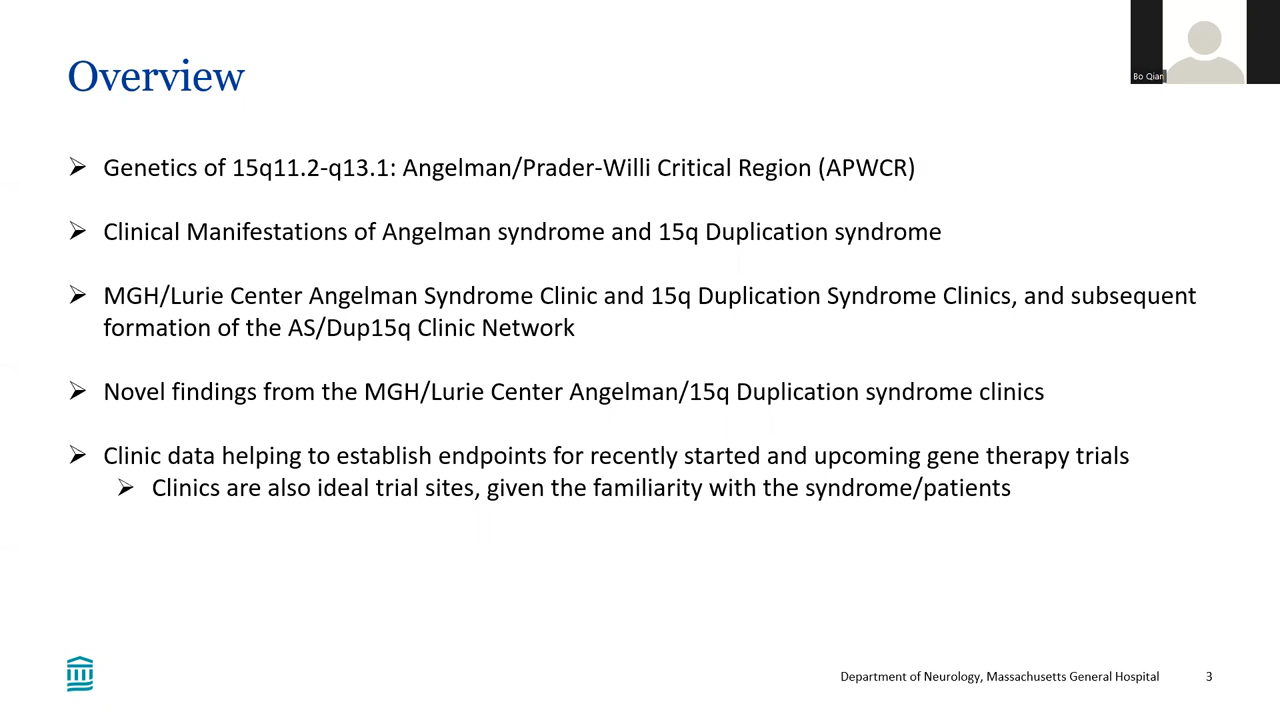 Overview
Bo Qian
Genetics of 15q11.2-q13.1: Angelman/Prader-Willi Critical Region (APWCR)
Clinical Manifestations of Angelman syndrome and 15q Duplication syndrome
MGH/Lurie Center Angelman Syndrome Clinic and 15q Duplication Syndrome Clinics, and subsequent
formation of the AS/Dup15q Clinic Network
Novel findings from the MGH/Lurie Center Angelman/15q Duplication syndrome clinics
Clinic data helping to establish endpoints for recently started and upcoming gene therapy trials
Clinics are also ideal trial sites, given the familiarity with the syndrome/patients
Department of Neurology, Massachusetts General Hospital
3